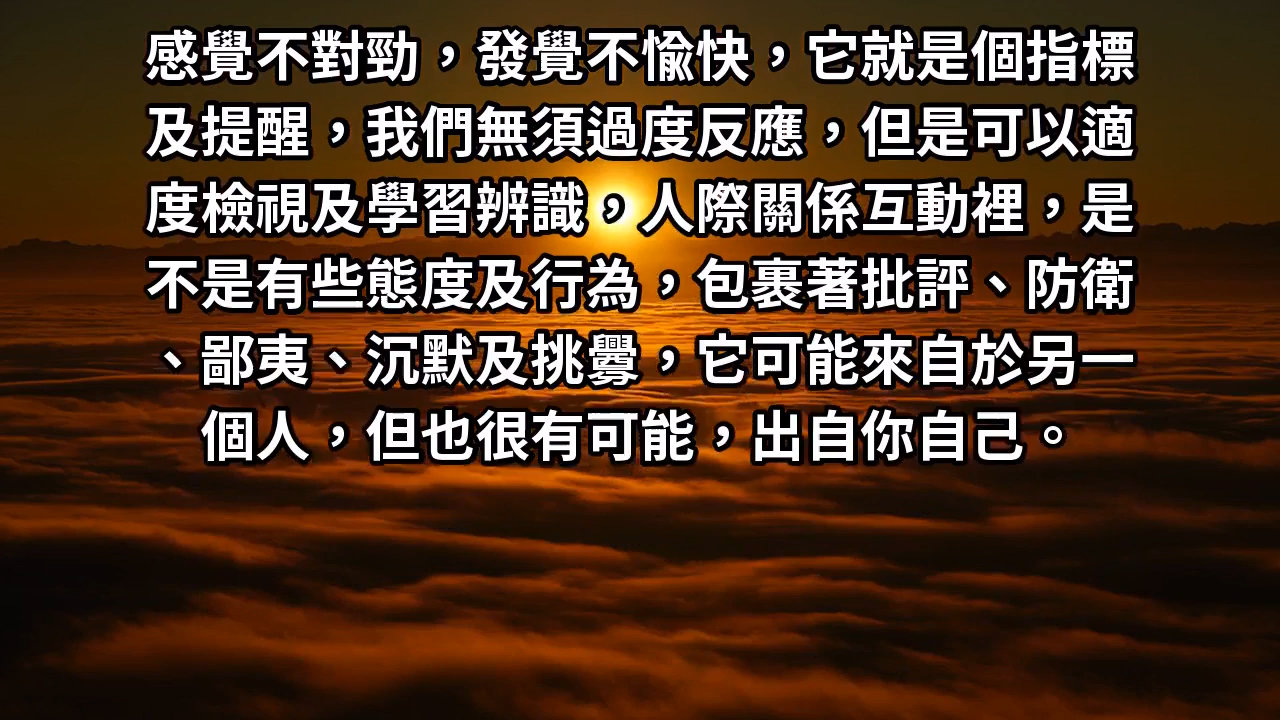 感覺不對勁，發覺不愉快，它就是個指標
及提醒，我們無須過度反應，但是可以適
度檢視及學習辨識。人際關係互動裡，是
不是有些態度及行為，包裹著批評、防衛
、鄙夷、沉默及挑釁，它可能來自於另一
個人，但也很有可能，出自你自己。